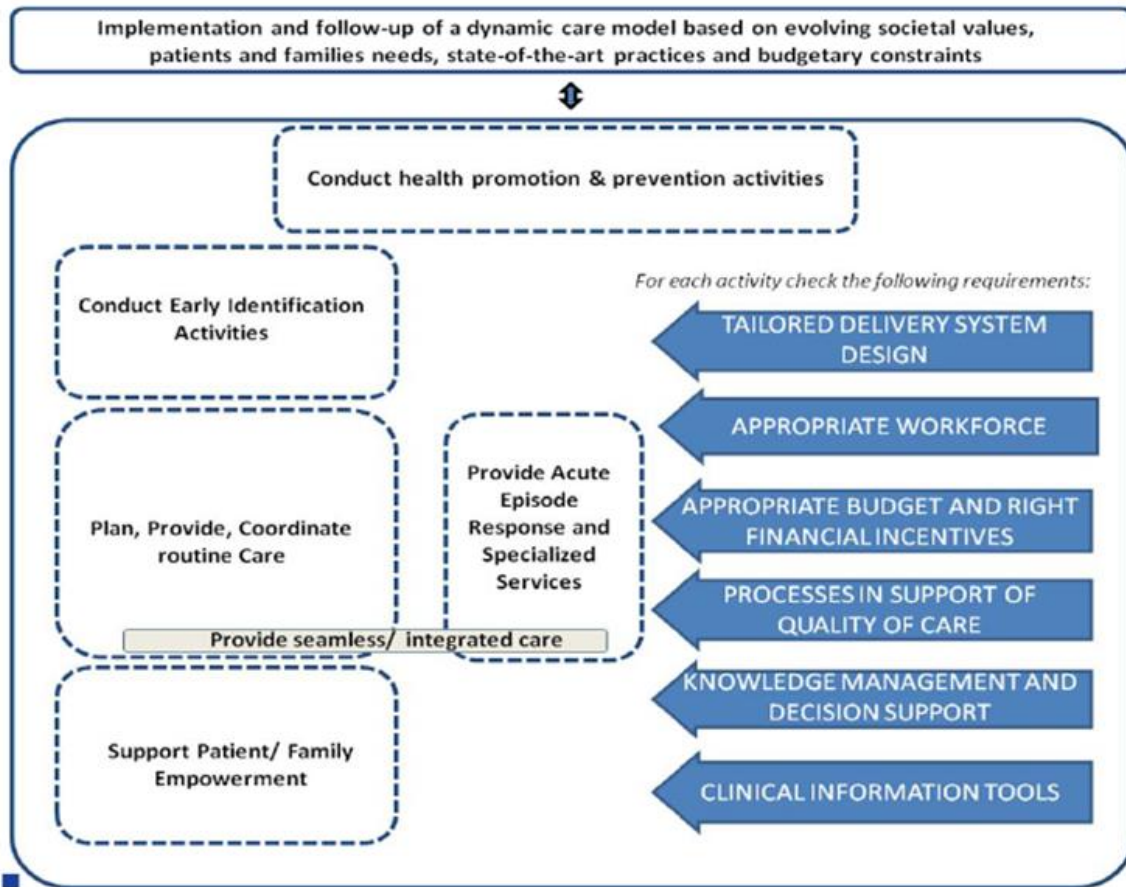 Implementation and follow-up of a dynamic care model based on evolving societal values,
patients and families needs, state-of-the-art practices and budgetary constraints
Conduct health promotion & prevention activities
Conduct Early Identification
Activities
Plan, Provide, Coordinate
routine Care
Provide Acute
Episode
Response and
Specialized
Services
Provide seamless/ integrated care
Support Patient/ Family
Empowerment
For each activity check the following requirements:
TAILORED DELIVERY SYSTEM
DESIGN
APPROPRIATE WORKFORCE
APPROPRIATE BUDGET AND RIGHT
FINANCIAL INCENTIVES
PROCESSES IN SUPPORT OF
QUALITY OF CARE
KNOWLEDGE MANAGEMENT AND
DECISION SUPPORT
CLINICAL INFORMATION TOOLS